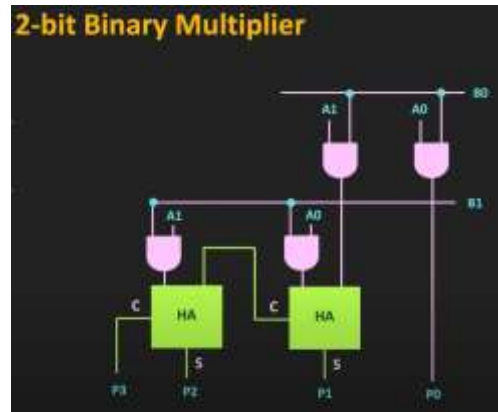 2-bit Binary Multiplier
B0
A1 A0
B1
A1 A0
C HA C HA
S S
P3 P2 P1 P0